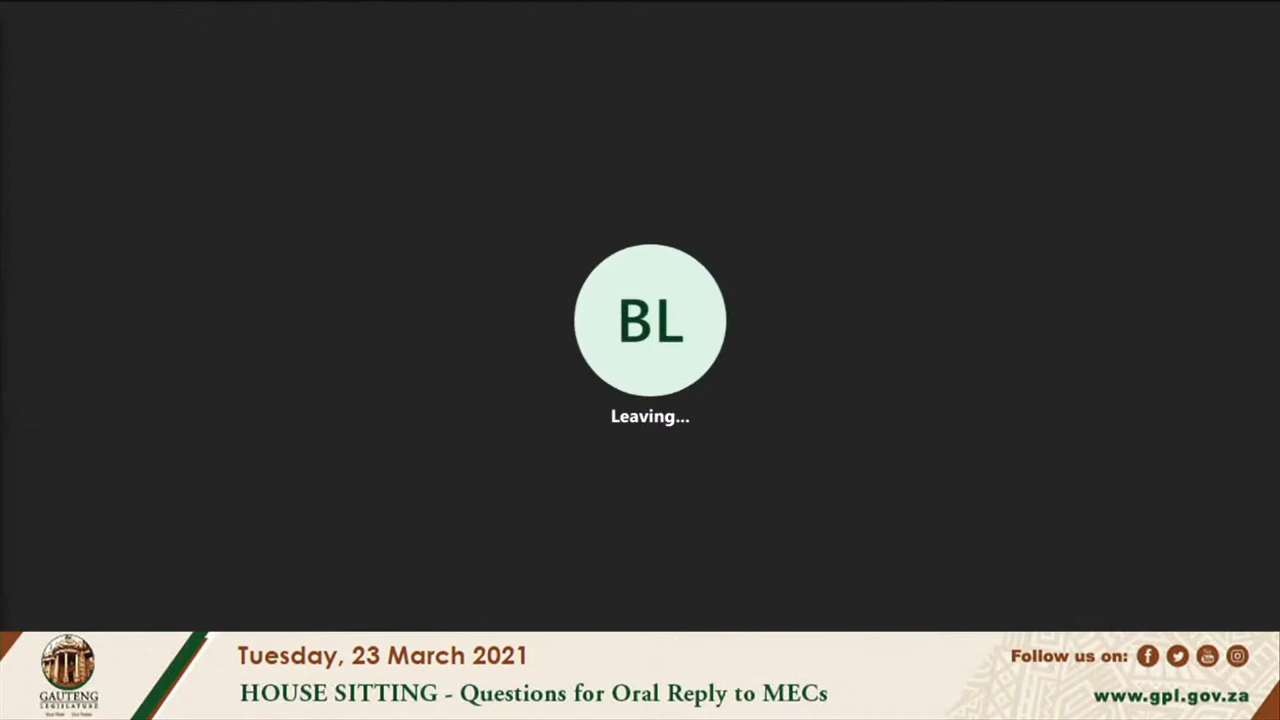 BL
Leaving...
Tuesday, 23 March 2021
HOUSE SITTING - Questions for Oral Reply to MECs
Follow us on:
www.gpl.gov.za
GAUTENG
LEGISLATURE